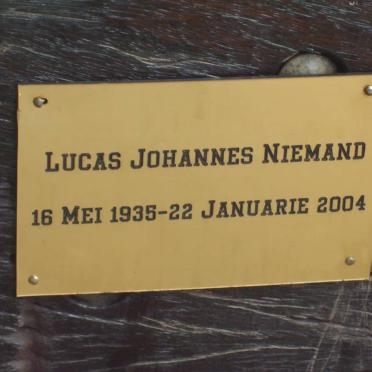 Lucas Johannes Niemand
16 Mei 1935-22 Januarie 2004